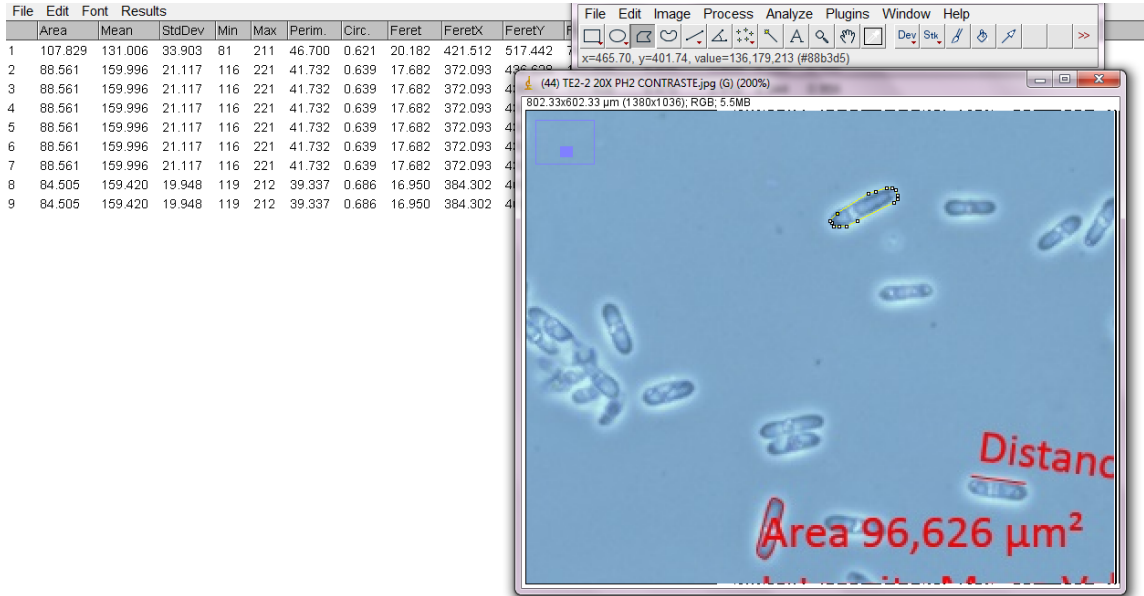 File Edit Font Results
Area Mean StdDev Min Max Perim. Circ. Feret FeretX FeretY
1 107.829 131.006 33.903 81 211 46.700 0.621 20.182 421.512 517.442
2 88.561 159.996 21.117 116 221 41.732 0.639 17.682 372.093
3 88.561 159.996 21.117 116 221 41.732 0.639 17.682 372.093
4 88.561 159.996 21.117 116 221 41.732 0.639 17.682 372.093
5 88.561 159.996 21.117 116 221 41.732 0.639 17.682 372.093
6 88.561 159.996 21.117 116 221 41.732 0.639 17.682 372.093
7 88.561 159.996 21.117 116 221 41.732 0.639 17.682 372.093
8 84.505 159.420 19.948 119 212 39.337 0.686 16.950 384.302
9 84.505 159.420 19.948 119 212 39.337 0.686 16.950 384.302
File Edit Image Process Analyze Plugins Window Help
A Dev Stk >>
x=465.70, y=401.74, value=136,179,213 (#88b3d5)
(44) TE2-2 20X PH2 CONTRASTE.jpg (G) (200%)
802.33x602.33 µm (1380x1036); RGB; 5.5MB
Distanc
Area 96,626 µm²